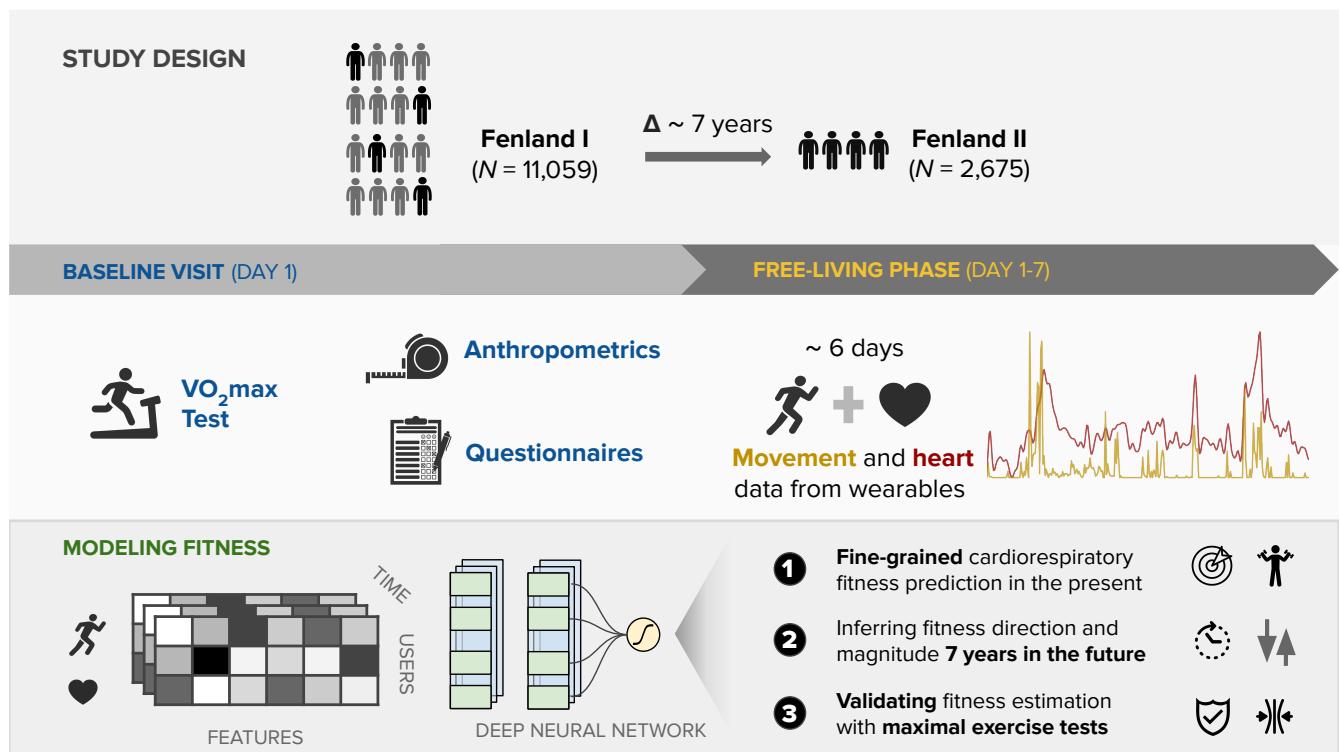 STUDY DESIGN
Fenland I
(N = 11,059)
Δ ~ 7 years
Fenland II
(N = 2,675)
BASELINE VISIT (DAY 1)
FREE-LIVING PHASE (DAY 1-7)
VO₂max
Test
Anthropometrics
Questionnaires
~ 6 days
Movement and heart
data from wearables
MODELING FITNESS
TIME
USERS
FEATURES
DEEP NEURAL NETWORK
1 Fine-grained cardiorespiratory
fitness prediction in the present
2 Inferring fitness direction and
magnitude 7 years in the future
3 Validating fitness estimation
with maximal exercise tests